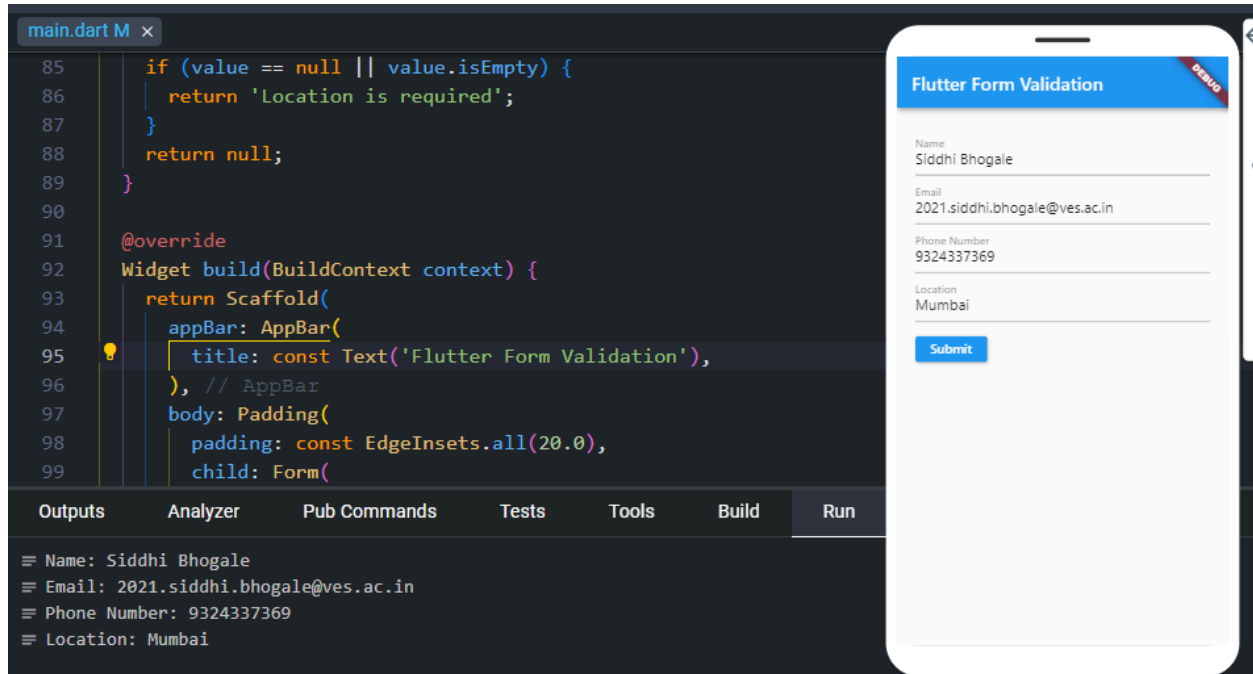 main.dart M ×
85 if (value == null || value.isEmpty) {
86 return 'Location is required';
87 }
88 return null;
89 }
90
91 @override
92 Widget build(BuildContext context) {
93 return Scaffold(
94 appBar: AppBar(
95 title: const Text('Flutter Form Validation'),
96 ), // AppBar
97 body: Padding(
98 padding: const EdgeInsets.all(20.0),
99 child: Form(
Outputs Analyzer Pub Commands Tests Tools Build Run
Name: Siddhi Bhogale
Email: 2021.siddhi.bhogale@ves.ac.in
Phone Number: 9324337369
Location: Mumbai
Flutter Form Validation
DEBUG
Name
Siddhi Bhogale
Email
2021.siddhi.bhogale@ves.ac.in
Phone Number
9324337369
Location
Mumbai
Submit